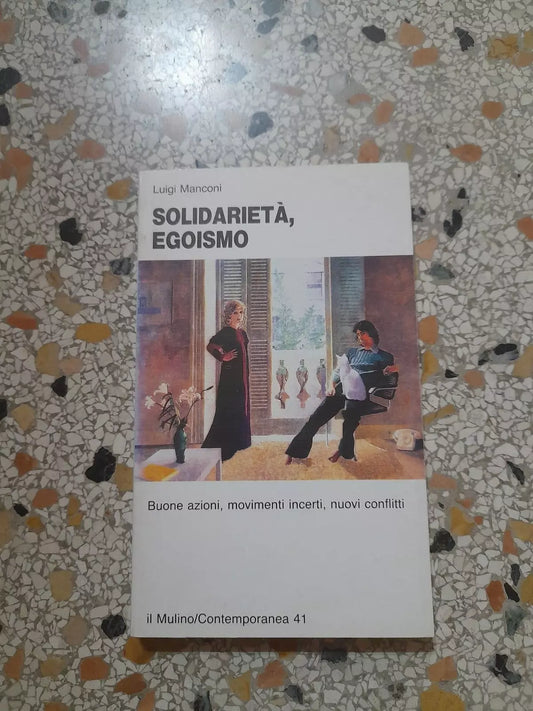 Luigi Manconi
SOLIDARIETÀ,
EGOISMO
Buone azioni, movimenti incerti, nuovi conflitti
il Mulino/Contemporanea 41